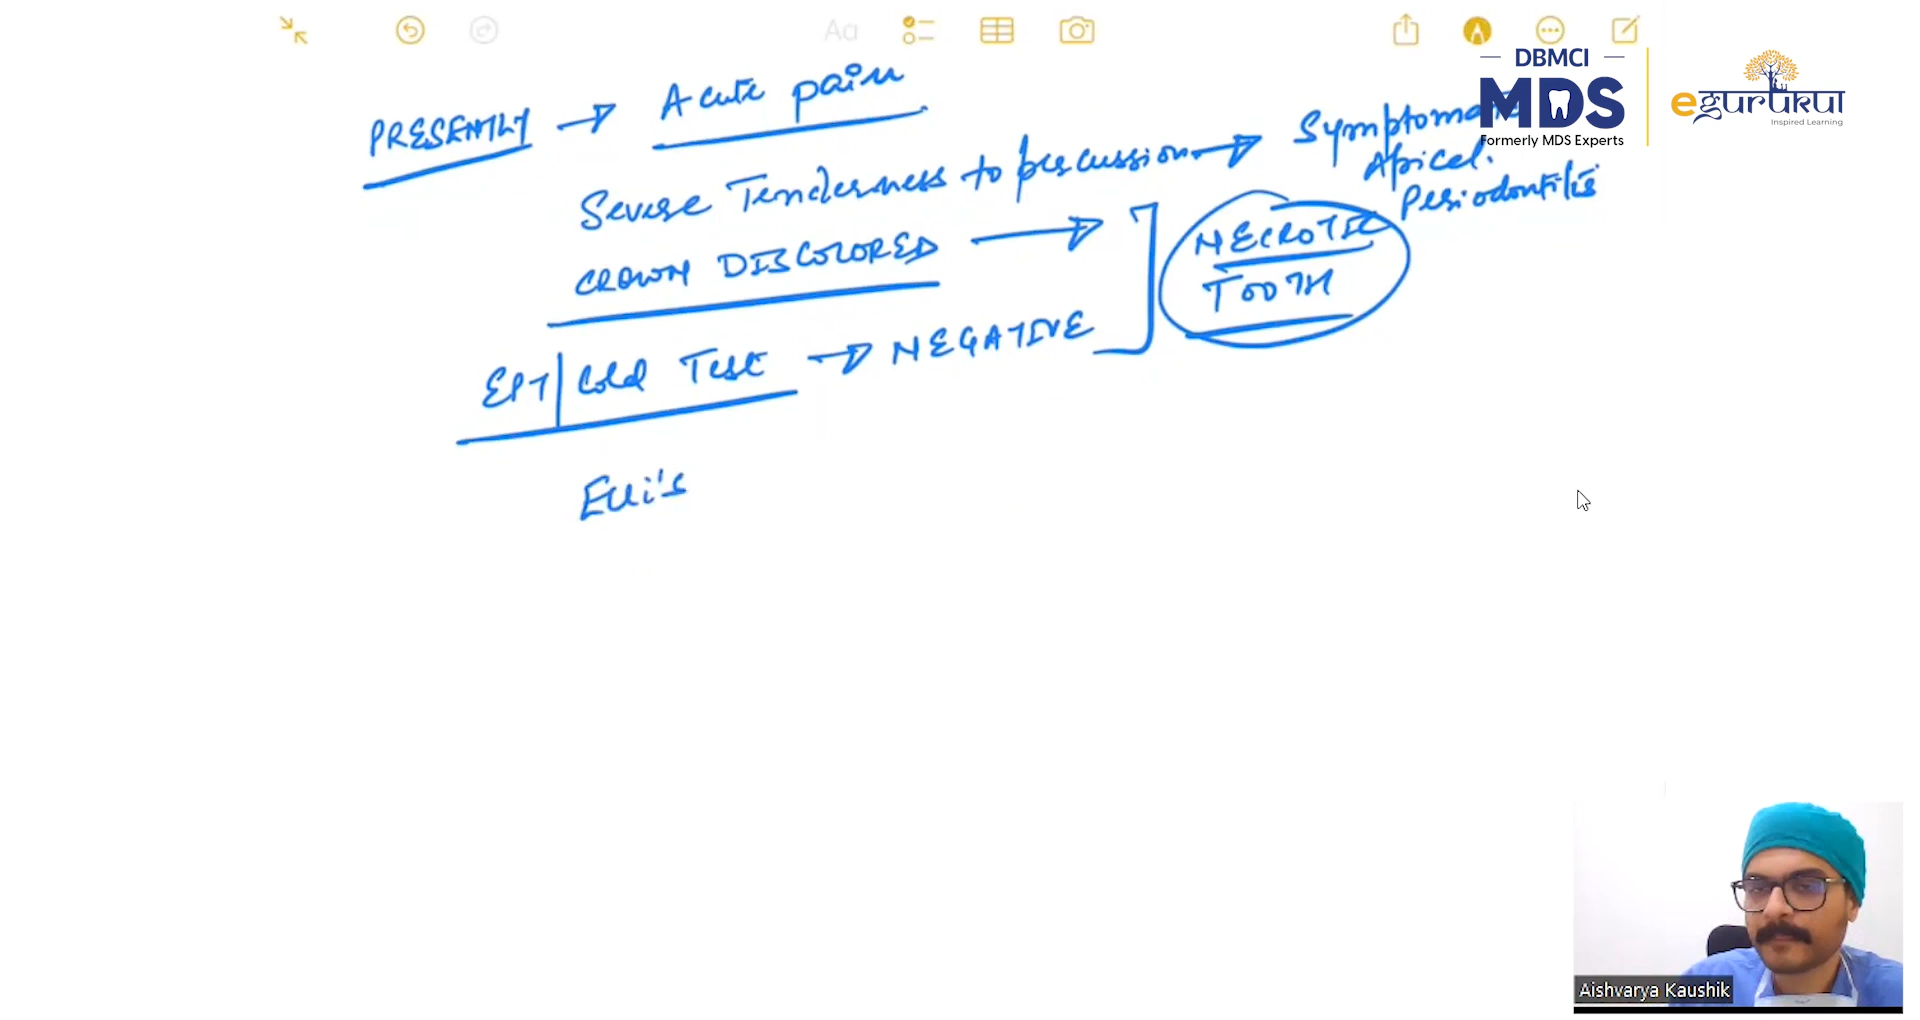 Aa
DBMCI
MDS
Formerly MDS Experts
egurukul
Inspired Learning
PRESENTLY → Acute pain
Severe Tenderness to percussion → Symptomatic
Apical
Periodontitis
CROWN DISCOLORED →
NECROTIC
TOOTH
EPT | Cold Test → NEGATIVE
Elli's
Aishvarya Kaushik